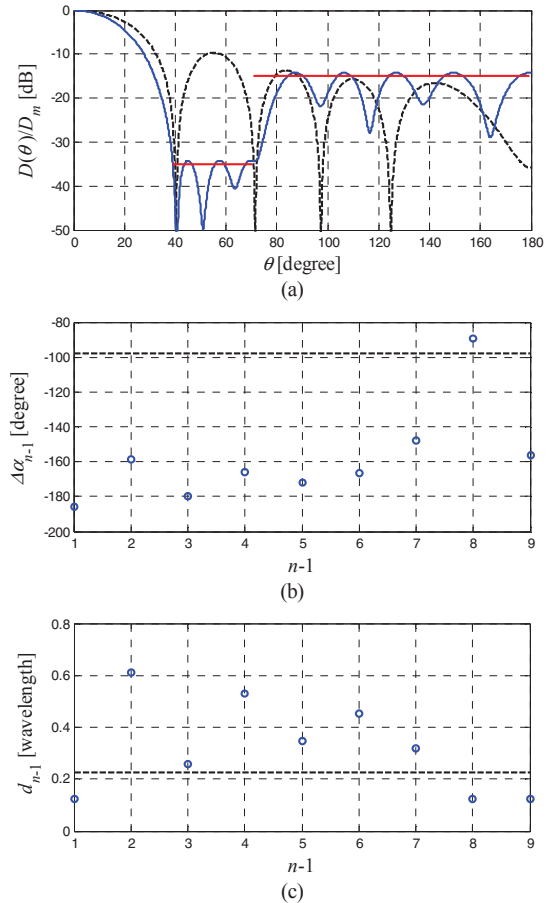 0
-10
-20
-30
-40
-50
D(θ)/Dₘ [dB]
0 20 40 60 80 100 120 140 160 180
θ [degree]
(a)
-80
-100
-120
-140
-160
-180
-200
Δαₙ₋₁ [degree]
1 2 3 4 5 6 7 8 9
n-1
(b)
0.8
0.6
0.4
0.2
0
dₙ₋₁ [wavelength]
1 2 3 4 5 6 7 8 9
n-1
(c)